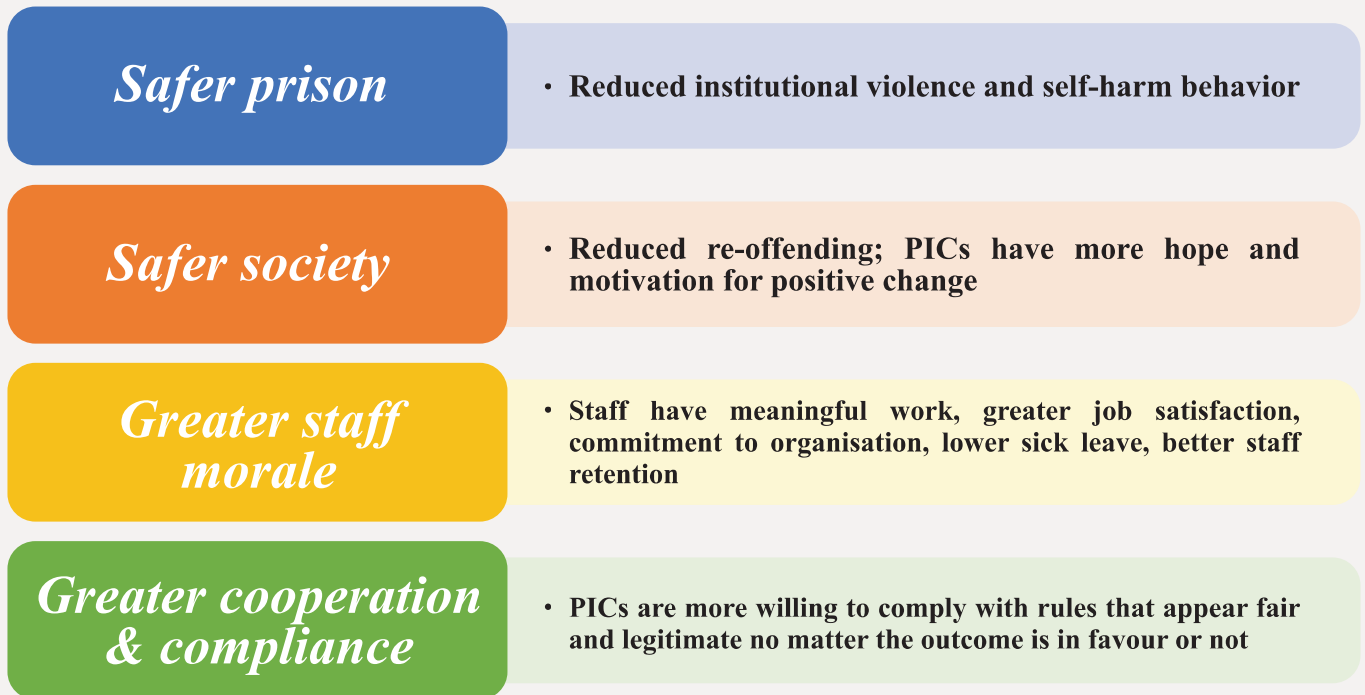 Safer prison
• Reduced institutional violence and self-harm behavior
Safer society
• Reduced re-offending; PICs have more hope and
motivation for positive change
Greater staff
morale
• Staff have meaningful work, greater job satisfaction,
commitment to organisation, lower sick leave, better staff
retention
Greater cooperation
& compliance
• PICs are more willing to comply with rules that appear fair
and legitimate no matter the outcome is in favour or not